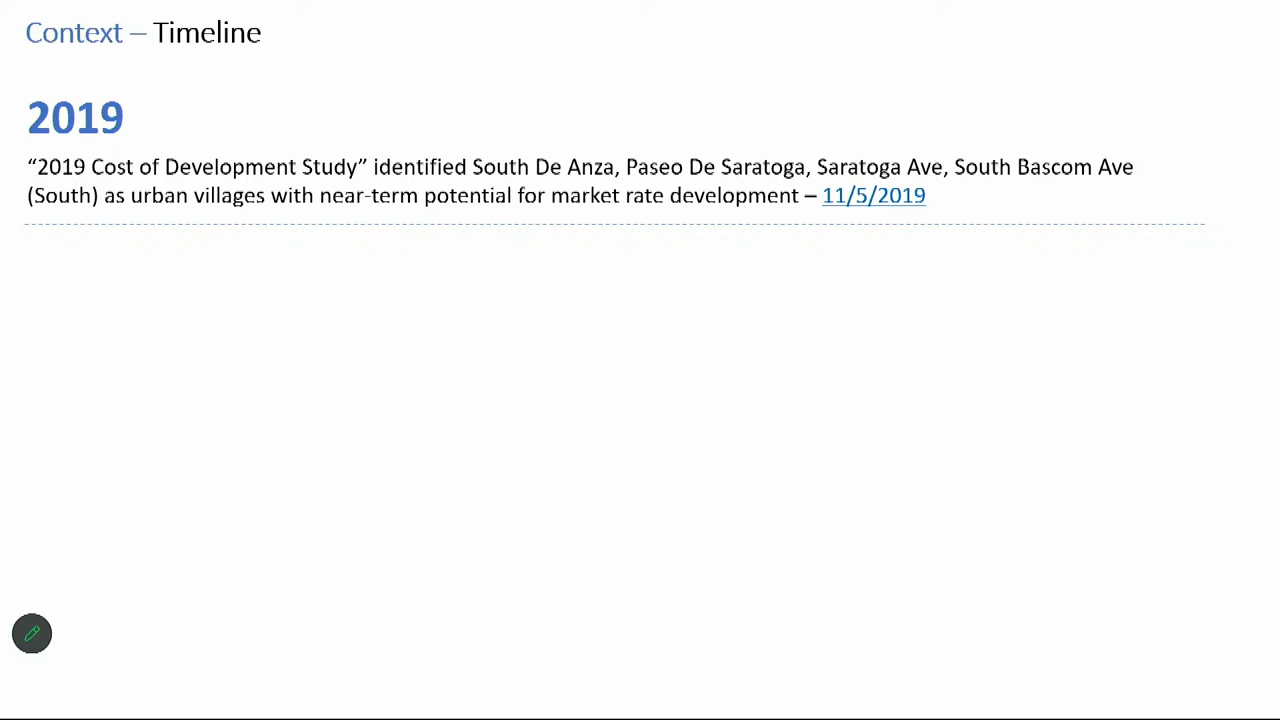 Context – Timeline
2019
“2019 Cost of Development Study” identified South De Anza, Paseo De Saratoga, Saratoga Ave, South Bascom Ave
(South) as urban villages with near-term potential for market rate development – 11/5/2019